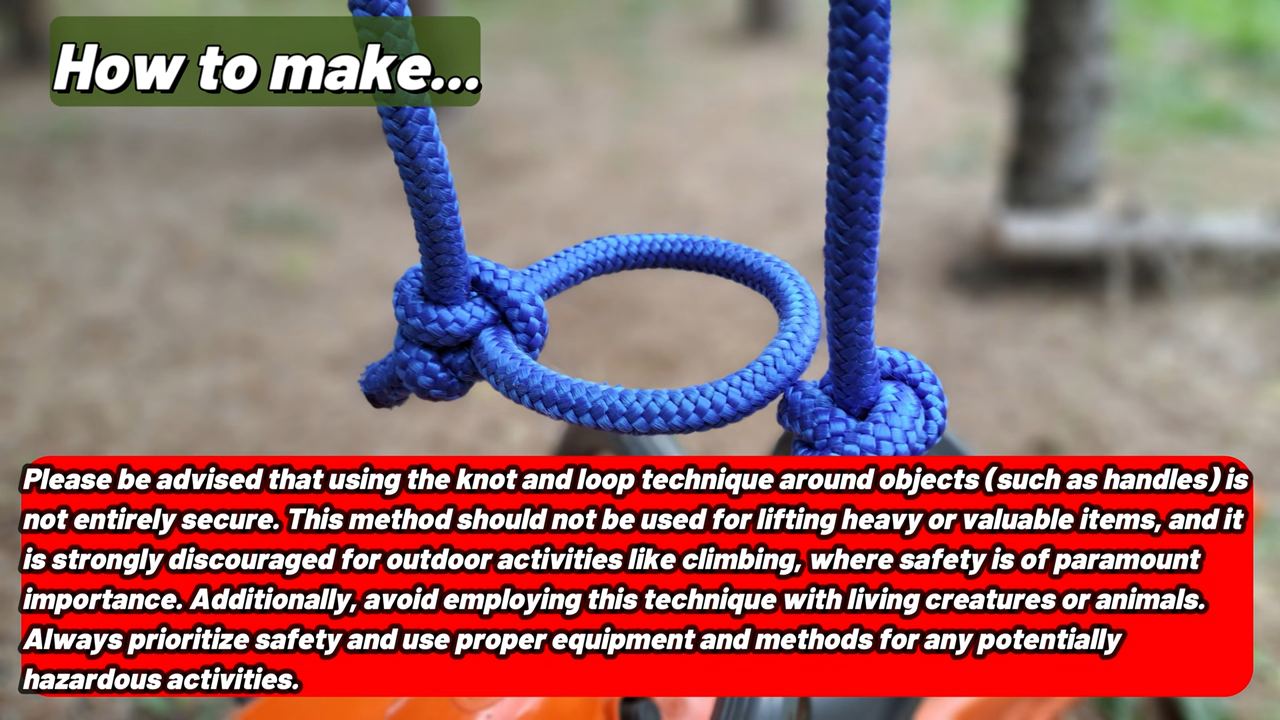 How to make...
Please be advised that using the knot and loop technique around objects (such as handles) is
not entirely secure. This method should not be used for lifting heavy or valuable items, and it
is strongly discouraged for outdoor activities like climbing, where safety is of paramount
importance. Additionally, avoid employing this technique with living creatures or animals.
Always prioritize safety and use proper equipment and methods for any potentially
hazardous activities.